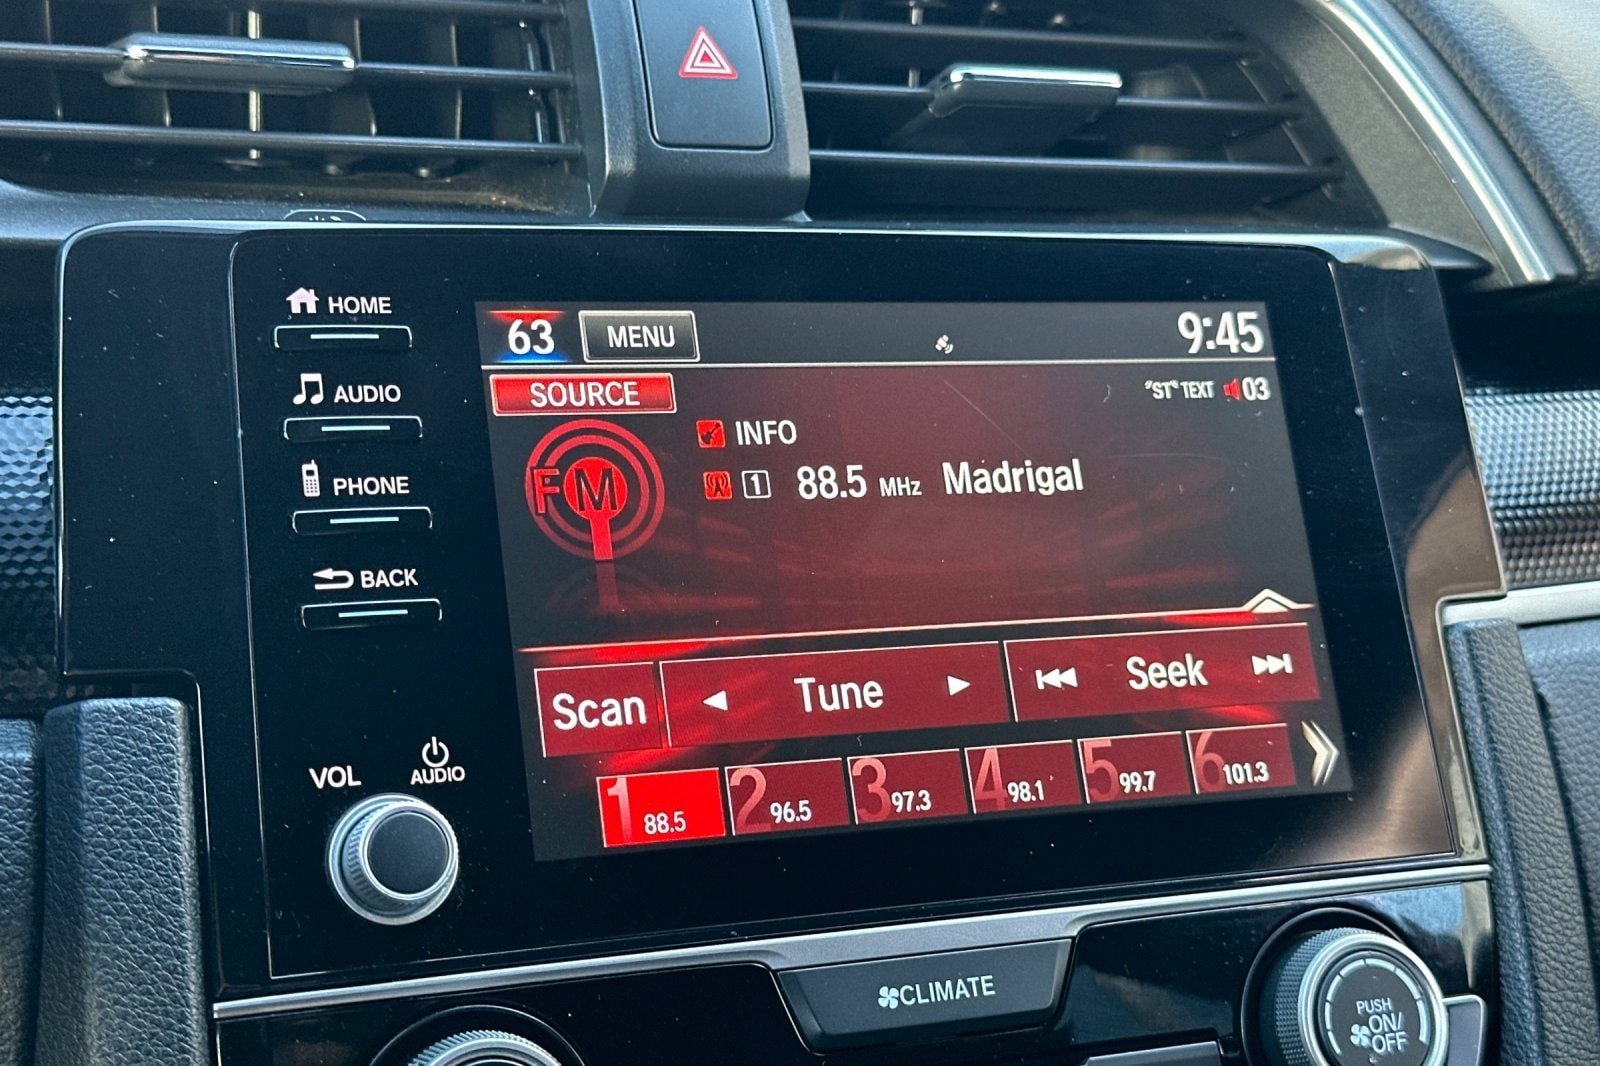 HOME
AUDIO
PHONE
BACK
VOL
AUDIO
63 MENU 9:45
SOURCE
"ST" TEXT 03
FM
INFO
1 88.5 MHz Madrigal
Scan Tune Seek
1 88.5 2 96.5 3 97.3 4 98.1 5 99.7 6 101.3
CLIMATE
PUSH
ON/
OFF